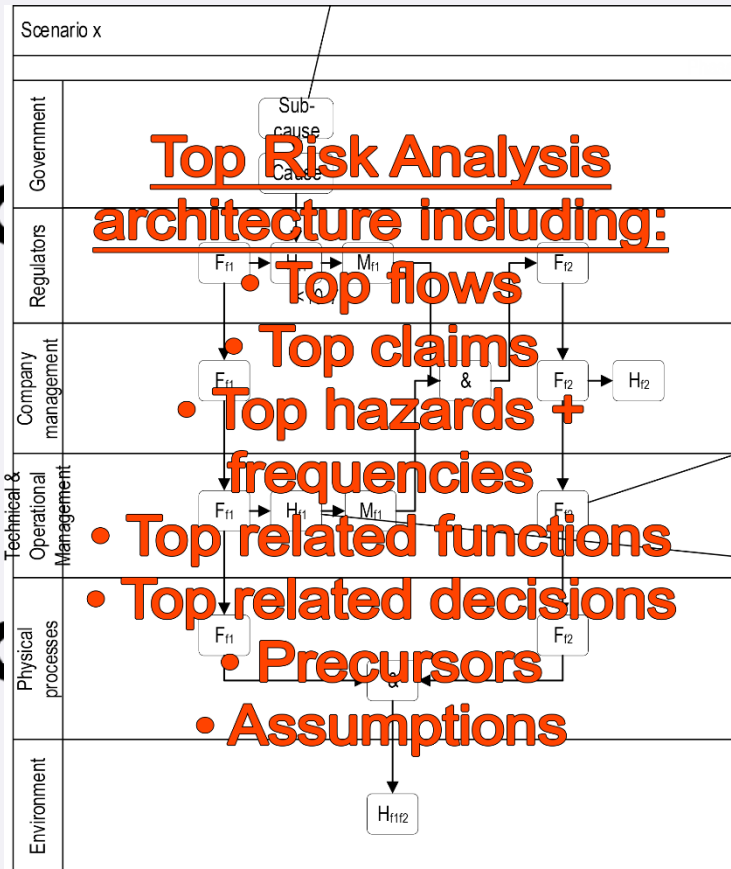 Scenario x
Government
Sub-
cause
Cause
Top Risk Analysis
architecture including:
• Top flows
• Top claims
• Top hazards +
frequencies
• Top related functions
• Top related decisions
• Precursors
• Assumptions
Regulators
Ff1
Mf1
Ff2
Company
management
Ff1
&
Ff2
Hf2
Technical &
Operational
Management
Ff1
Hf1
Mf1
Physical
processes
Ff1
Ff2
&
Environment
Hf1f2